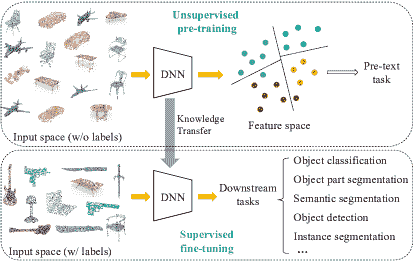 Unsupervised
pre-training
DNN
Pre-text
task
Knowledge
Transfer
Feature space
Input space (w/o labels)
DNN
Downstream
tasks
Object classification
Object part segmentation
Semantic segmentation
Object detection
Instance segmentation
...
Supervised
fine-tuning
Input space (w/ labels)